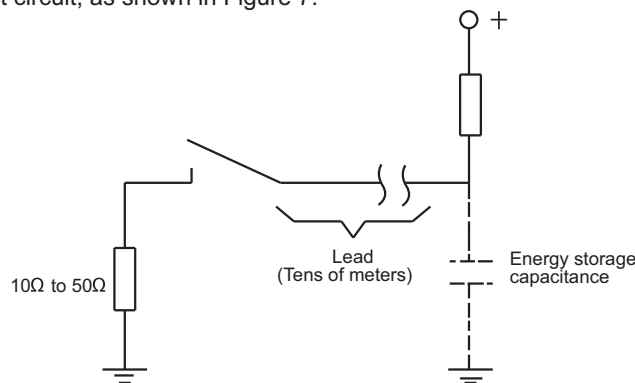 t circuit, as shown in Figure 7.
+
10Ω to 50Ω
Lead
(Tens of meters)
Energy storage
capacitance